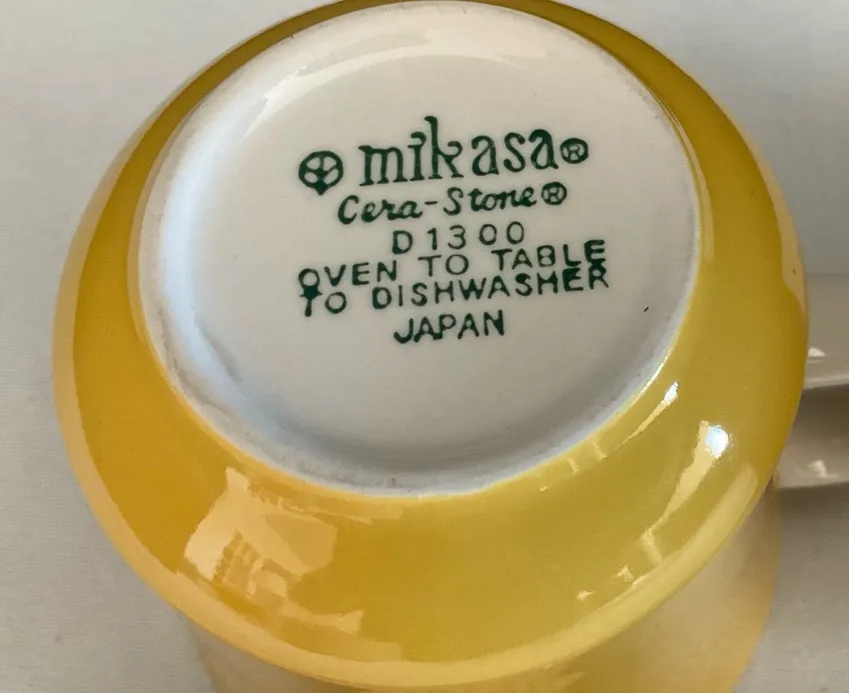 mikasa®
Cera-Stone®
D1300
OVEN TO TABLE
TO DISHWASHER
JAPAN